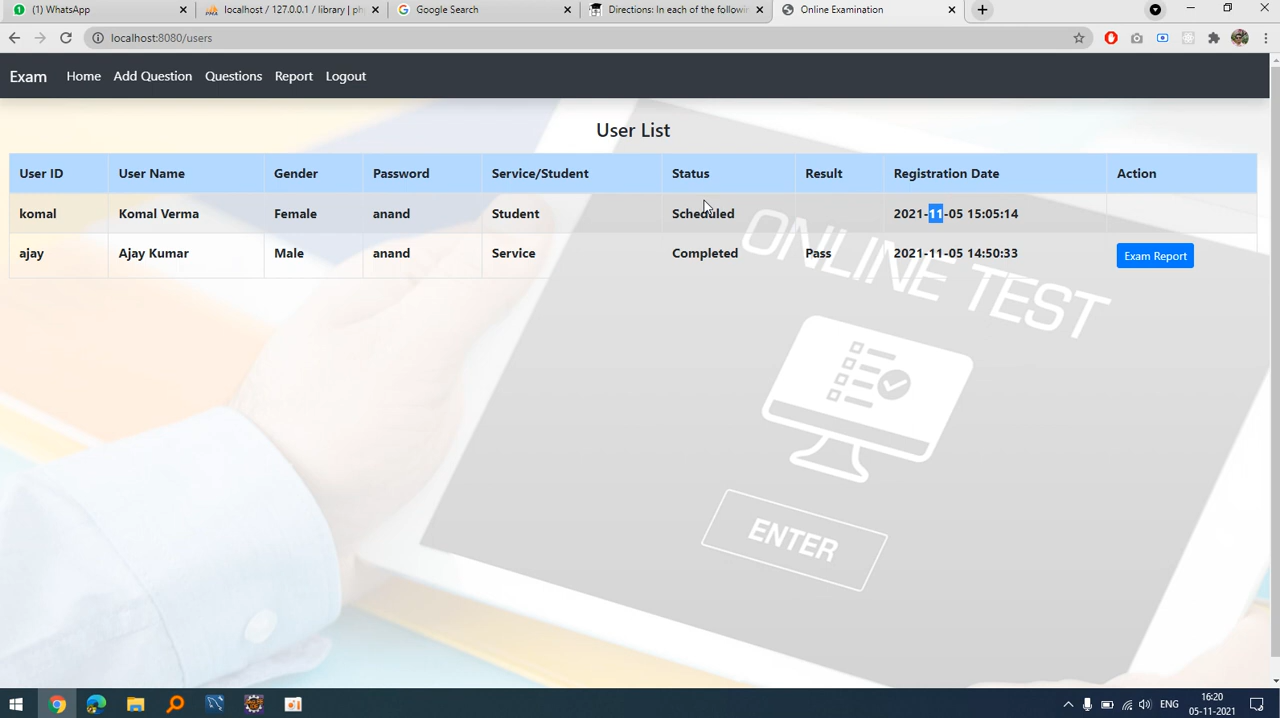 (1) WhatsApp
localhost / 127.0.0.1 / library | ph
Google Search
Directions: In each of the followin
Online Examination
localhost:8080/users
Exam Home Add Question Questions Report Logout
User List
User ID User Name Gender Password Service/Student Status Result Registration Date Action
komal Komal Verma Female anand Student Scheduled 2021-11-05 15:05:14
ajay Ajay Kumar Male anand Service Completed Pass 2021-11-05 14:50:33 Exam Report
ONLINE TEST
ENTER
ENG
16:20
05-11-2021